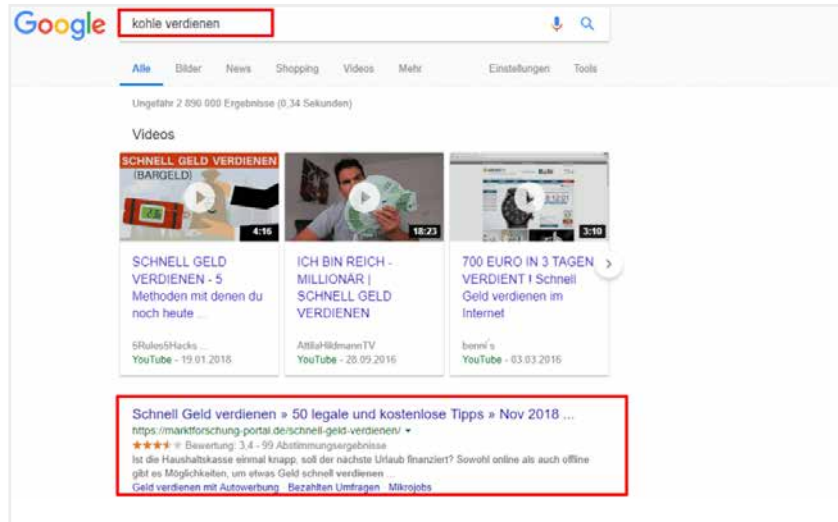 Google kohle verdienen
Alle Bilder News Shopping Videos Mehr Einstellungen Tools
Ungefähr 2 890 000 Ergebnisse (0,34 Sekunden)
Videos
SCHNELL GELD VERDIENEN
(BARGELD)
4:16
18:23
3:10
SCHNELL GELD
VERDIENEN - 5
Methoden mit denen du
noch heute ...
5Rules5Hacks ...
YouTube - 19.01.2018
ICH BIN REICH -
MILLIONÄR |
SCHNELL GELD
VERDIENEN
AttilaHildmannTV
YouTube - 28.09.2016
700 EURO IN 3 TAGEN
VERDIENT ! Schnell
Geld verdienen im
Internet
benni´s
YouTube - 03.03.2016
Schnell Geld verdienen » 50 legale und kostenlose Tipps » Nov 2018 ...
https://marktforschung-portal.de/schnell-geld-verdienen/
Bewertung: 3,4 - 99 Abstimmungsergebnisse
Ist die Haushaltskasse einmal knapp, soll der nächste Urlaub finanziert? Sowohl online als auch offline
gibt es Möglichkeiten, um etwas Geld schnell verdienen ...
Geld verdienen mit Autowerbung Bezahlten Umfragen Mikrojobs